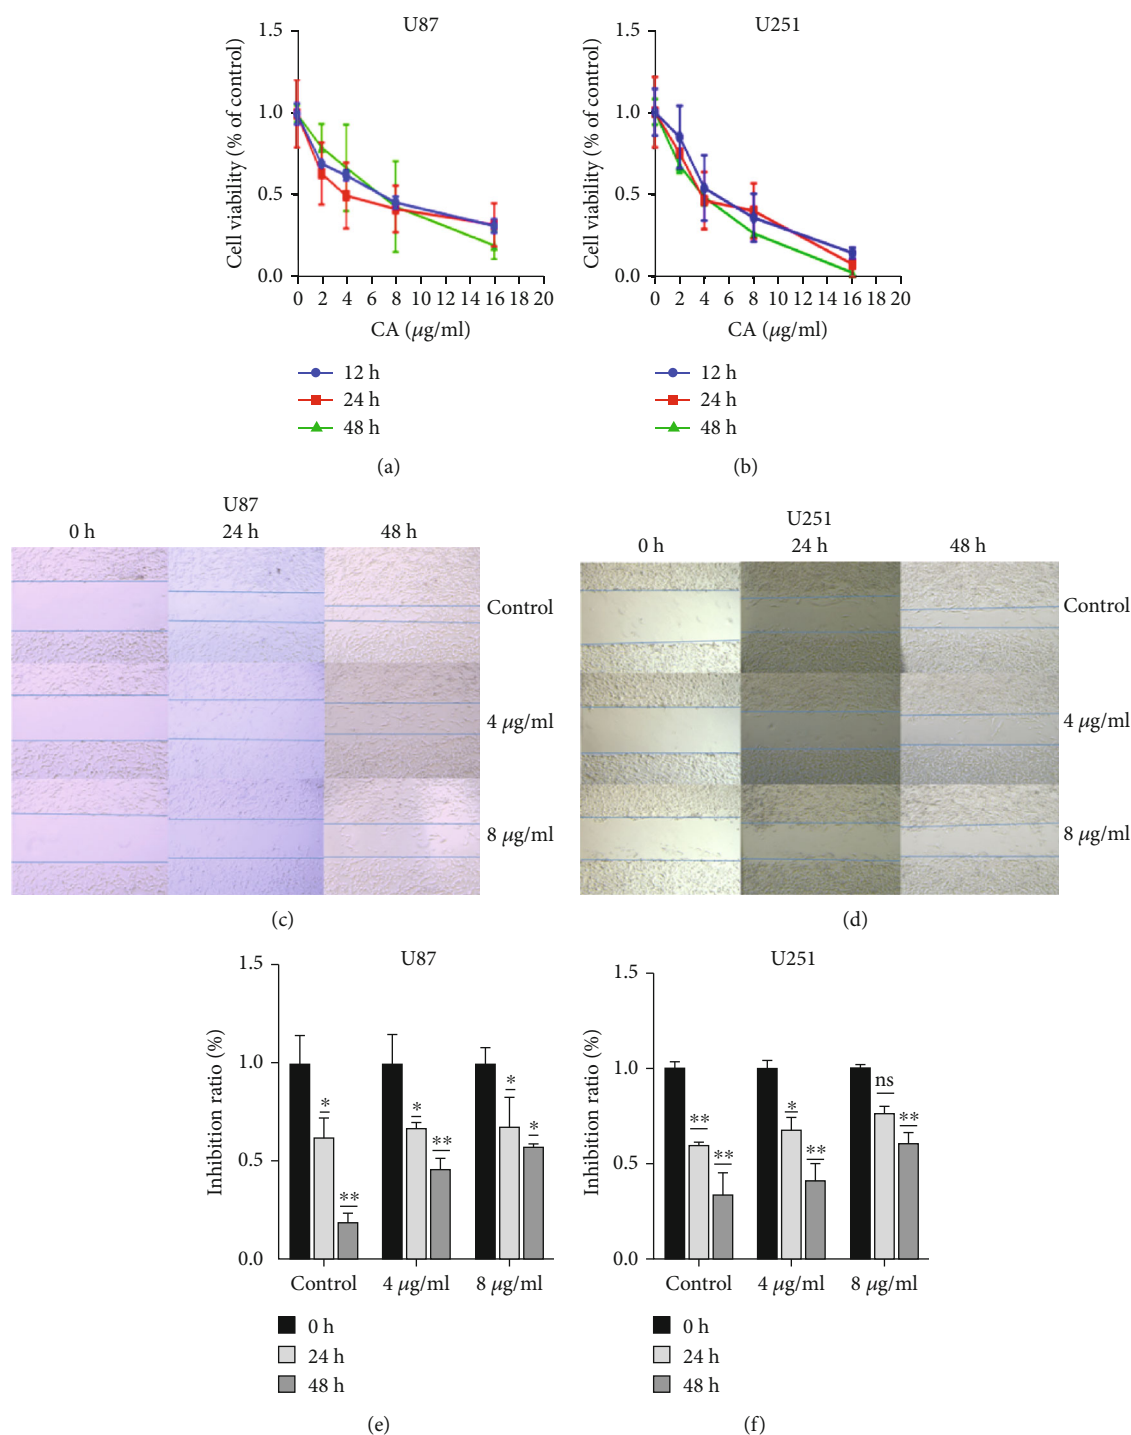 U87
1.5
1.0
0.5
0.0
Cell viability (% of control)
0 2 4 6 8 10 12 14 16 18 20
CA (μg/ml)
12 h
24 h
48 h
(a)
U251
1.5
1.0
0.5
0.0
Cell viability (% of control)
0 2 4 6 8 10 12 14 16 18 20
CA (μg/ml)
12 h
24 h
48 h
(b)
U87
0 h 24 h 48 h
Control
4 μg/ml
8 μg/ml
(c)
U251
0 h 24 h 48 h
Control
4 μg/ml
8 μg/ml
(d)
U87
1.5
1.0
0.5
0.0
Inhibition ratio (%)
* ** * ** * *
Control 4 μg/ml 8 μg/ml
0 h
24 h
48 h
(e)
U251
1.5
1.0
0.5
0.0
Inhibition ratio (%)
** ** * ** ns **
Control 4 μg/ml 8 μg/ml
0 h
24 h
48 h
(f)